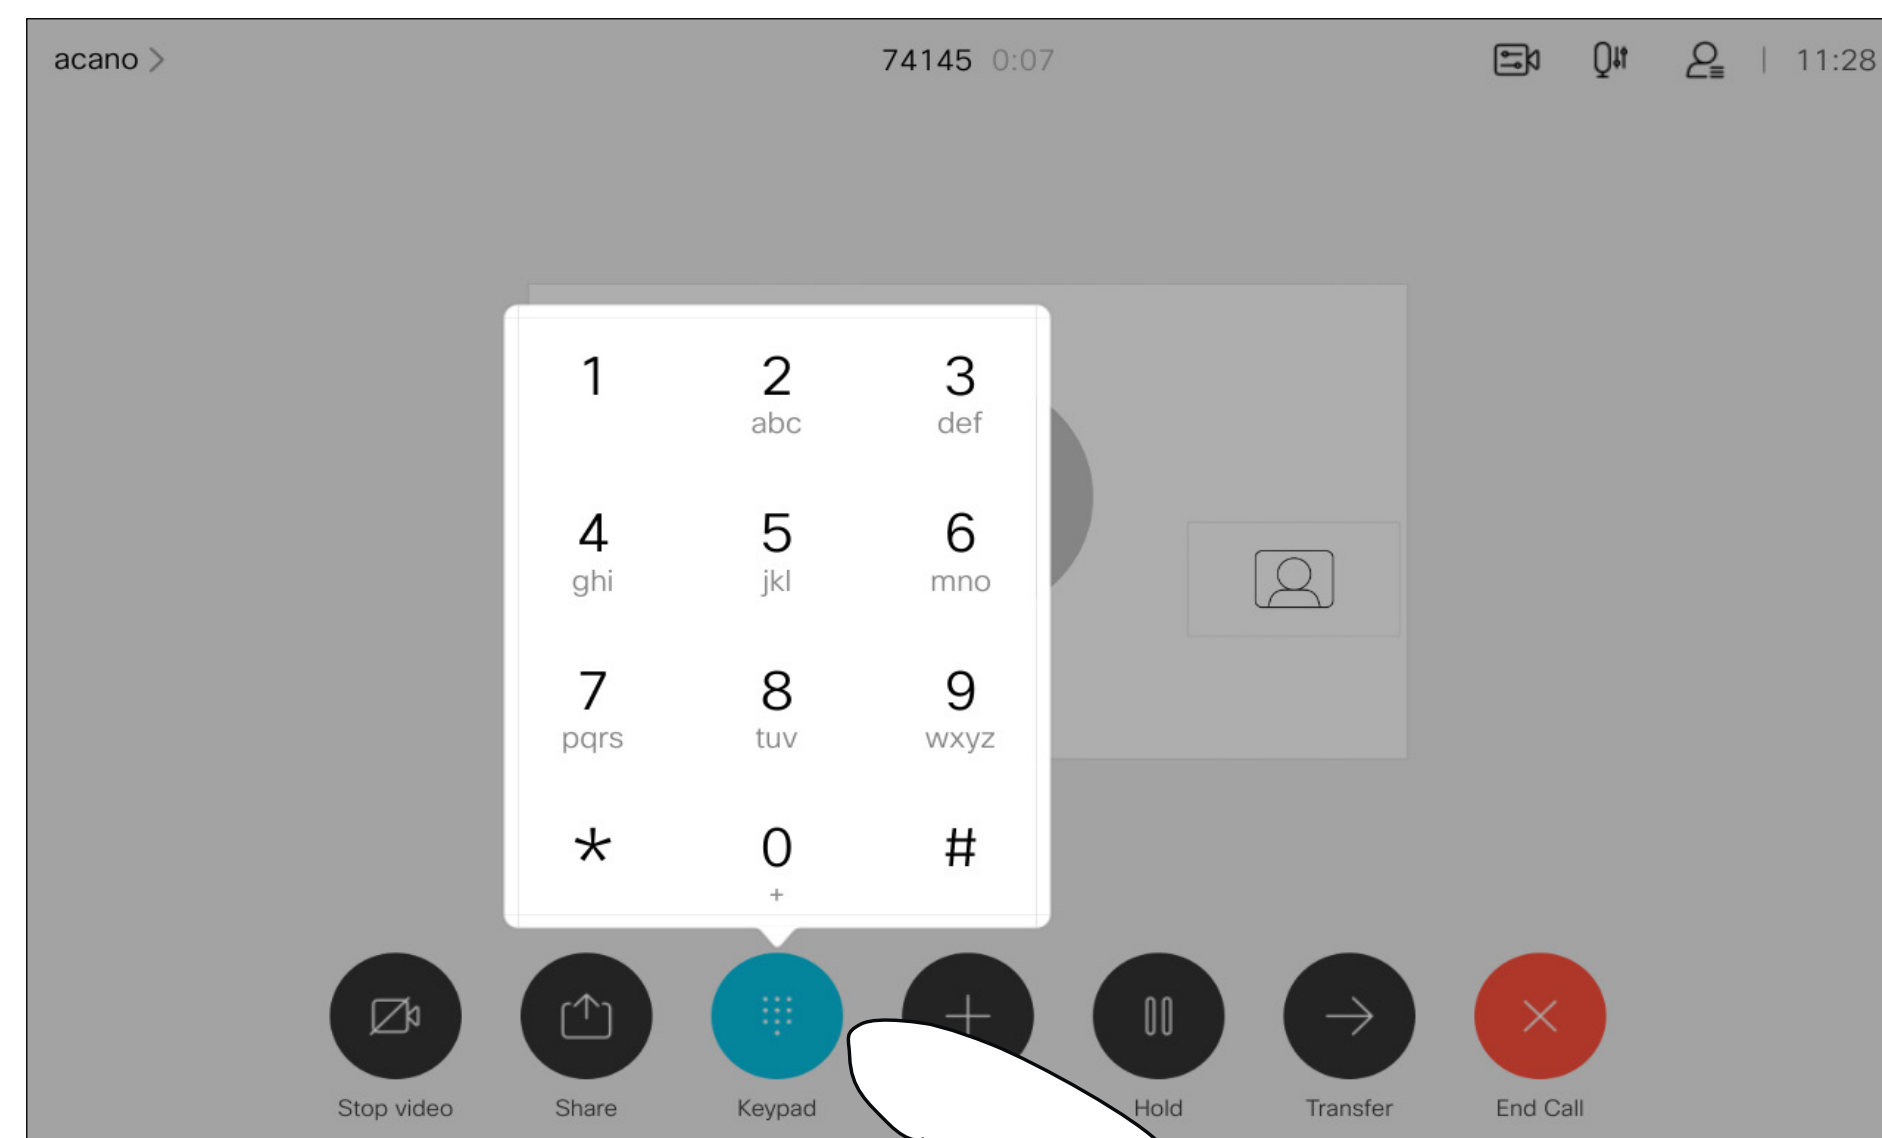 acano 74145 0:07 11:28
1 2 3
abc def
4 5 6
ghi jkl mno
7 8 9
pqrs tuv wxyz
* 0 #
+
Stop video Share Keypad Hold Transfer End Call